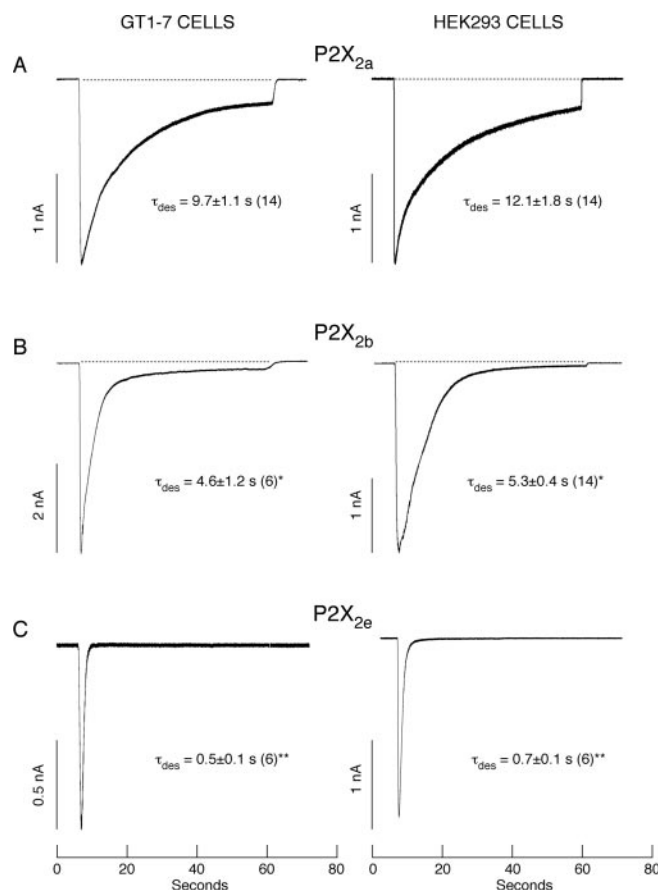 GT1-7 CELLS HEK293 CELLS
A P2X2a
1 nA τdes = 9.7±1.1 s (14) 1 nA τdes = 12.1±1.8 s (14)
B P2X2b
2 nA τdes = 4.6±1.2 s (6)* 1 nA τdes = 5.3±0.4 s (14)*
C P2X2e
0.5 nA τdes = 0.5±0.1 s (6)** 1 nA τdes = 0.7±0.1 s (6)**
0 20 40 60 0 20 40 60 80
Seconds Seconds